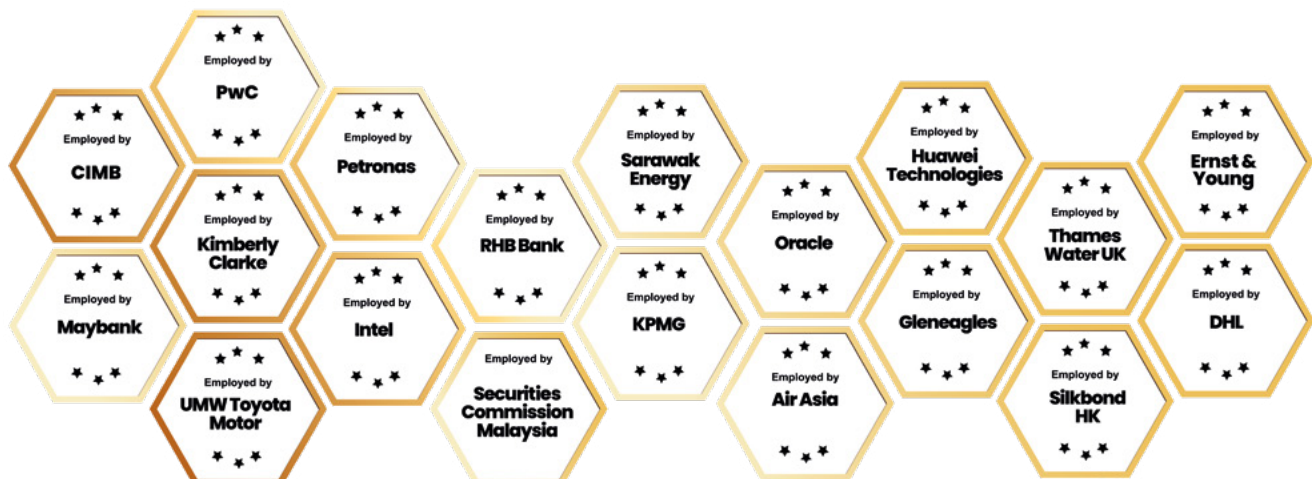 Employed by
PwC
Employed by
CIMB
Employed by
Petronas
Employed by
Kimberly
Clarke
Employed by
Maybank
Employed by
Intel
Employed by
UMW Toyota
Motor
Employed by
RHB Bank
Employed by
Securities
Commission
Malaysia
Employed by
Sarawak
Energy
Employed by
KPMG
Employed by
Oracle
Employed by
Air Asia
Employed by
Huawei
Technologies
Employed by
Gleneagles
Employed by
Thames
Water UK
Employed by
Silkbond
HK
Employed by
Ernst &
Young
Employed by
DHL